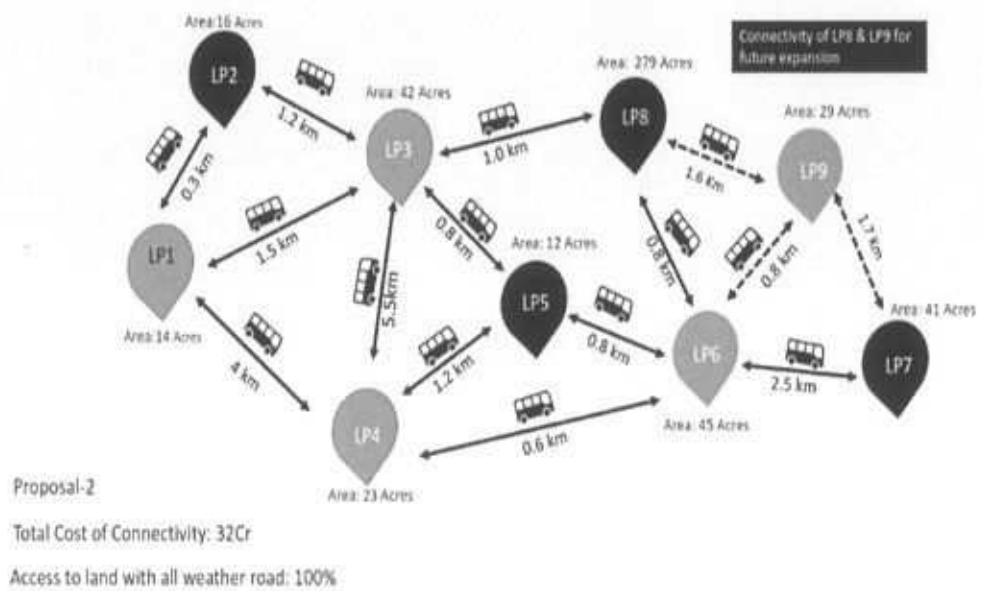 Area:16 Acres
LP2
Connectivity of LP8 & LP9 for
future expansion
Area: 279 Acres
Area: 42 Acres
Area: 29 Acres
LP8
1.2 km
LP3
1.0 km
1.6 Km
LP9
0.3 km
1.5 km
0.8 km
0.8 km
0.8 km
1.7 Km
LP1
Area: 12 Acres
5.5km
LP5
Area: 41 Acres
Area:14 Acres
4 km
1.2 km
0.8 km
LP6
2.5 km
LP7
LP4
0.6 km
Area: 45 Acres
Area: 23 Acres
Proposal-2
Total Cost of Connectivity: 32Cr
Access to land with all weather road: 100%